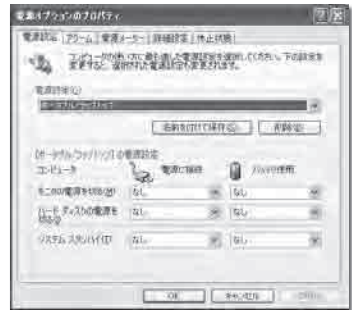 電源オプションのプロパティ
電源設定 アラーム 電源メーター 詳細設定 休止状態
コンピュータの使い方に最も適した電源設定を選択してください。下の設定を
変更すると、選択された電源設定も変更されます。
電源設定(C)
ポータブル/ラップトップ
名前を付けて保存(S) 削除(D)
[ポータブル/ラップトップ] の電源設定
コンピュータ 電源に接続 バッテリ使用
モニタの電源を切る(M) なし なし
ハード ディスクの電源を なし なし
システム スタンバイ(T) なし なし
OK キャンセル